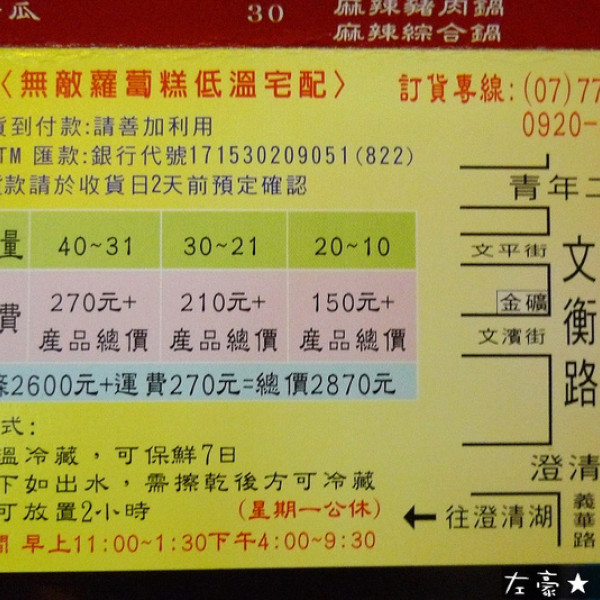 瓜 30 麻辣豬肉鍋
麻辣綜合鍋
〈無敵蘿蔔糕低溫宅配〉
訂貨專線:(07)77
0920-
貨到付款:請善加利用
ATM 匯款:銀行代號171530209051(822)
款請於收貨日2天前預定確認
量 40~31 30~21 20~10
費 270元+產品總價 210元+產品總價 150元+產品總價
條2600元+運費270元=總價2870元
式:
溫冷藏,可保鮮7日
下如出水,需擦乾後方可冷藏
可放置2小時 (星期一公休)
間 早上11:00~1:30下午4:00~9:30
青年二
文平街
金礦
文濱街
文衡路
澄清
往澄清湖
義華路
左豪★